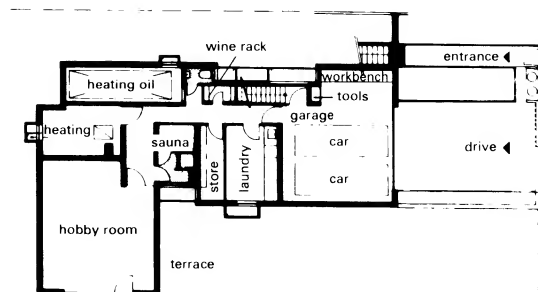 wine rack
entrance
heating oil
workbench
tools
garage
heating
sauna
car
drive
store
laundry
car
hobby room
terrace